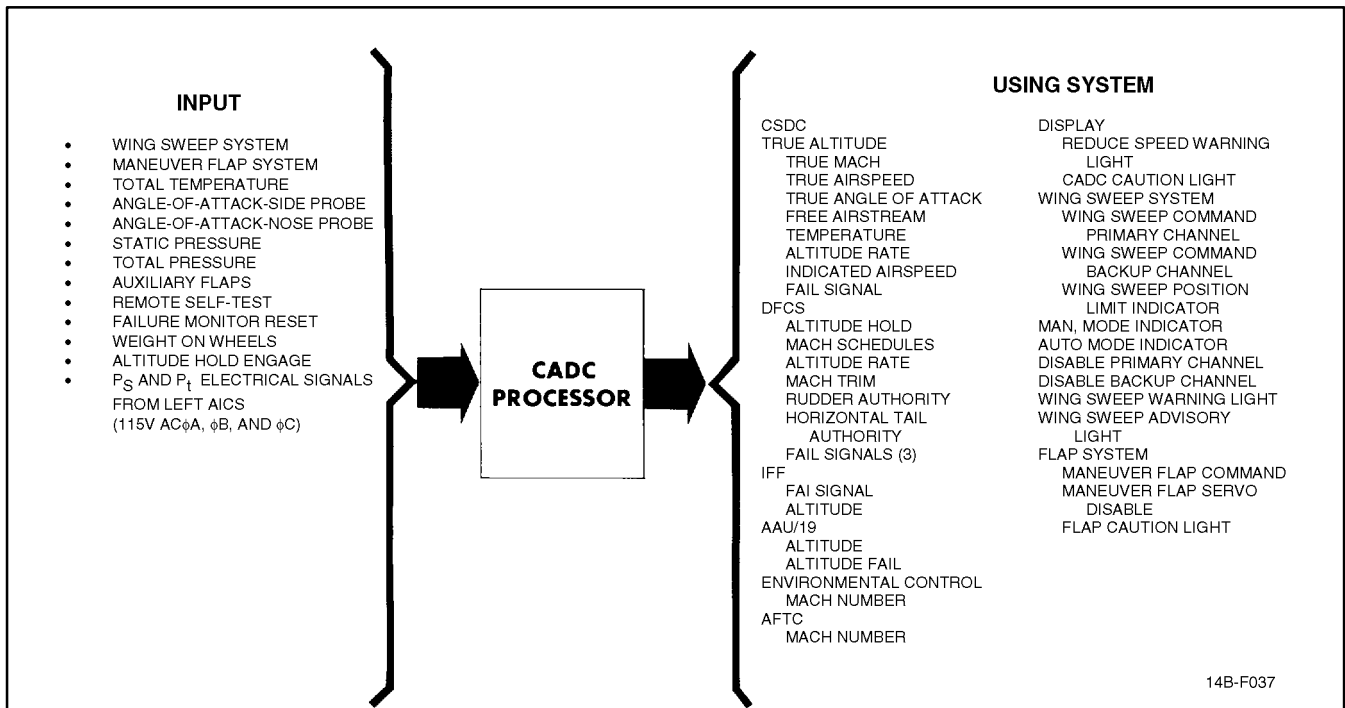 INPUT
• WING SWEEP SYSTEM
• MANEUVER FLAP SYSTEM
• TOTAL TEMPERATURE
• ANGLE-OF-ATTACK-SIDE PROBE
• ANGLE-OF-ATTACK-NOSE PROBE
• STATIC PRESSURE
• TOTAL PRESSURE
• AUXILIARY FLAPS
• REMOTE SELF-TEST
• FAILURE MONITOR RESET
• WEIGHT ON WHEELS
• ALTITUDE HOLD ENGAGE
• PS AND Pt ELECTRICAL SIGNALS
FROM LEFT AICS
(115V ACϕA, ϕB, AND ϕC)
CADC
PROCESSOR
USING SYSTEM
CSDC
TRUE ALTITUDE
TRUE MACH
TRUE AIRSPEED
TRUE ANGLE OF ATTACK
FREE AIRSTREAM
TEMPERATURE
ALTITUDE RATE
INDICATED AIRSPEED
FAIL SIGNAL
DFCS
ALTITUDE HOLD
MACH SCHEDULES
ALTITUDE RATE
MACH TRIM
RUDDER AUTHORITY
HORIZONTAL TAIL
AUTHORITY
FAIL SIGNALS (3)
IFF
FAI SIGNAL
ALTITUDE
AAU/19
ALTITUDE
ALTITUDE FAIL
ENVIRONMENTAL CONTROL
MACH NUMBER
AFTC
MACH NUMBER
DISPLAY
REDUCE SPEED WARNING
LIGHT
CADC CAUTION LIGHT
WING SWEEP SYSTEM
WING SWEEP COMMAND
PRIMARY CHANNEL
WING SWEEP COMMAND
BACKUP CHANNEL
WING SWEEP POSITION
LIMIT INDICATOR
MAN, MODE INDICATOR
AUTO MODE INDICATOR
DISABLE PRIMARY CHANNEL
DISABLE BACKUP CHANNEL
WING SWEEP WARNING LIGHT
WING SWEEP ADVISORY
LIGHT
FLAP SYSTEM
MANEUVER FLAP COMMAND
MANEUVER FLAP SERVO
DISABLE
FLAP CAUTION LIGHT
14B-F037